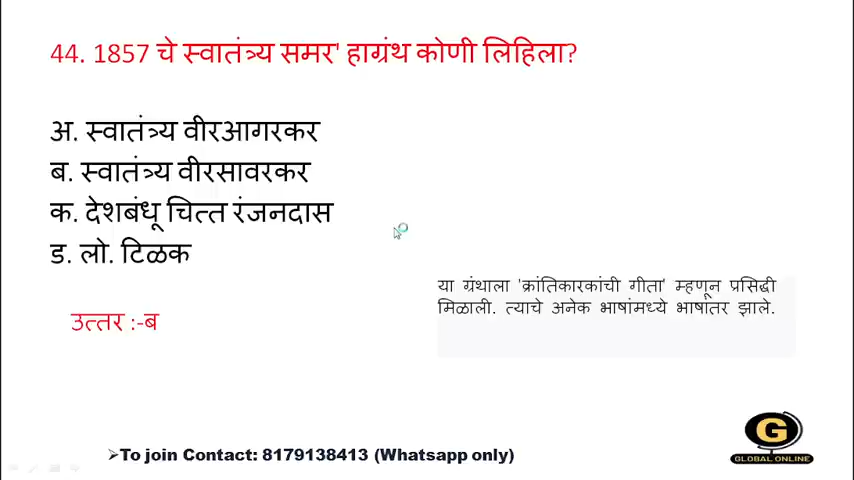 44. 1857 चे स्वातंत्र्य समर' हाग्रंथ कोणी लिहिला?
अ. स्वातंत्र्य वीरआगरकर
ब. स्वातंत्र्य वीरसावरकर
क. देशबंधू चित्त रंजनदास
ड. लो. टिळक
या ग्रंथाला 'क्रांतिकारकांची गीता' म्हणून प्रसिद्धी
मिळाली. त्याचे अनेक भाषांमध्ये भाषांतर झाले.
उत्तर :-ब
G
GLOBAL ONLINE
➢To join Contact: 8179138413 (Whatsapp only)